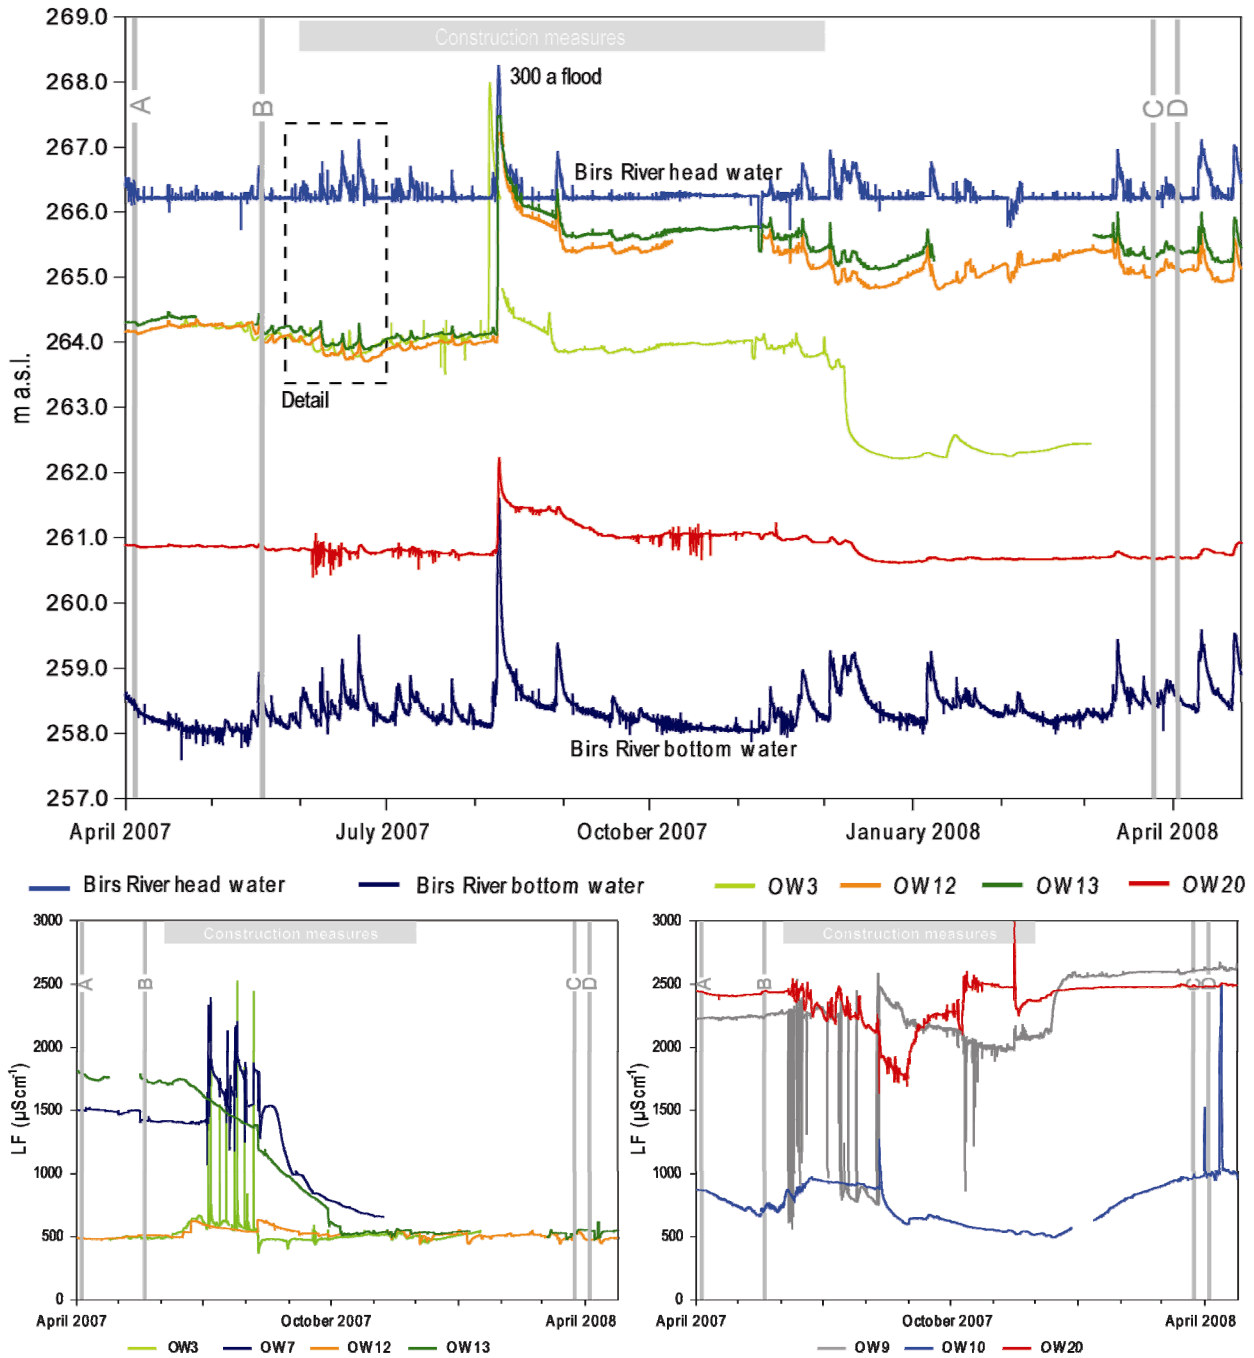 269.0
268.0
267.0
266.0
265.0
264.0
263.0
262.0
261.0
260.0
259.0
258.0
257.0
m a.s.l.
Construction measures
A
B
C
D
300 a flood
Birs River head water
Detail
Birs River bottom water
April 2007
July 2007
October 2007
January 2008
April 2008
Birs River head water
Birs River bottom water
OW3
OW12
OW13
OW20
3000
2500
2000
1500
1000
500
0
LF (µScm-1)
Construction measures
A
B
C
D
April 2007
October 2007
April 2008
OW3
OW7
OW12
OW13
3000
2500
2000
1500
1000
500
0
LF (µScm-1)
Construction measures
A
B
C
D
April 2007
October 2007
April 2008
OW9
OW10
OW20